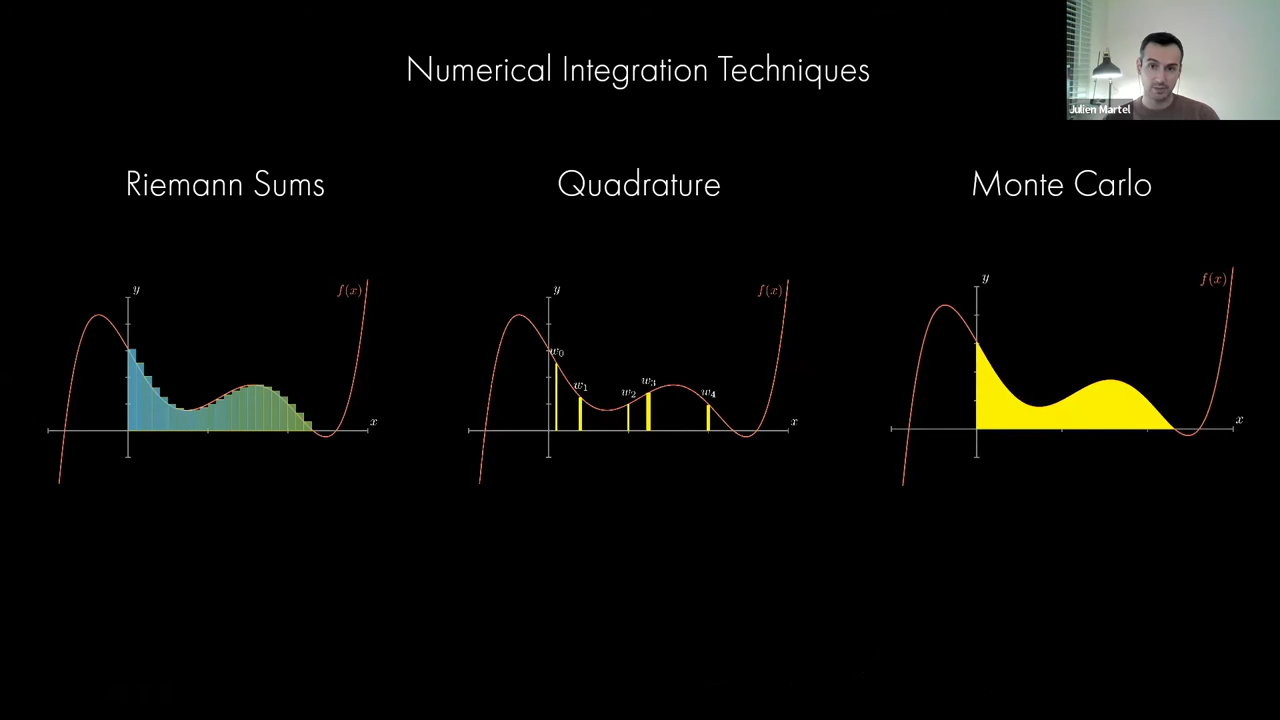 Numerical Integration Techniques
Julien Martel
Riemann Sums
Quadrature
Monte Carlo
y
f(x)
x
y
f(x)
w₀
w₁
w₂
w₃
w₄
x
y
f(x)
x